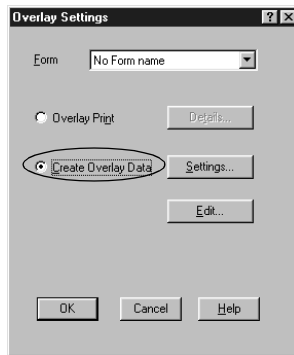 Overlay Settings
Form No Form name
Overlay Print Details...
Create Overlay Data Settings...
Edit...
OK Cancel Help